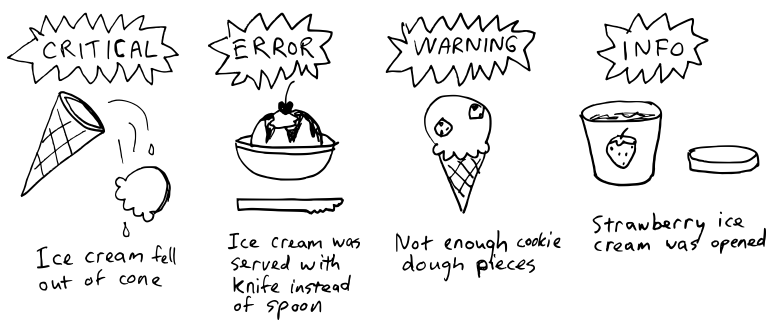 CRITICAL
ERROR
WARNING
INFO
Ice cream fell
out of cone
Ice cream was
served with
knife instead
of spoon
Not enough cookie
dough pieces
Strawberry ice
cream was opened